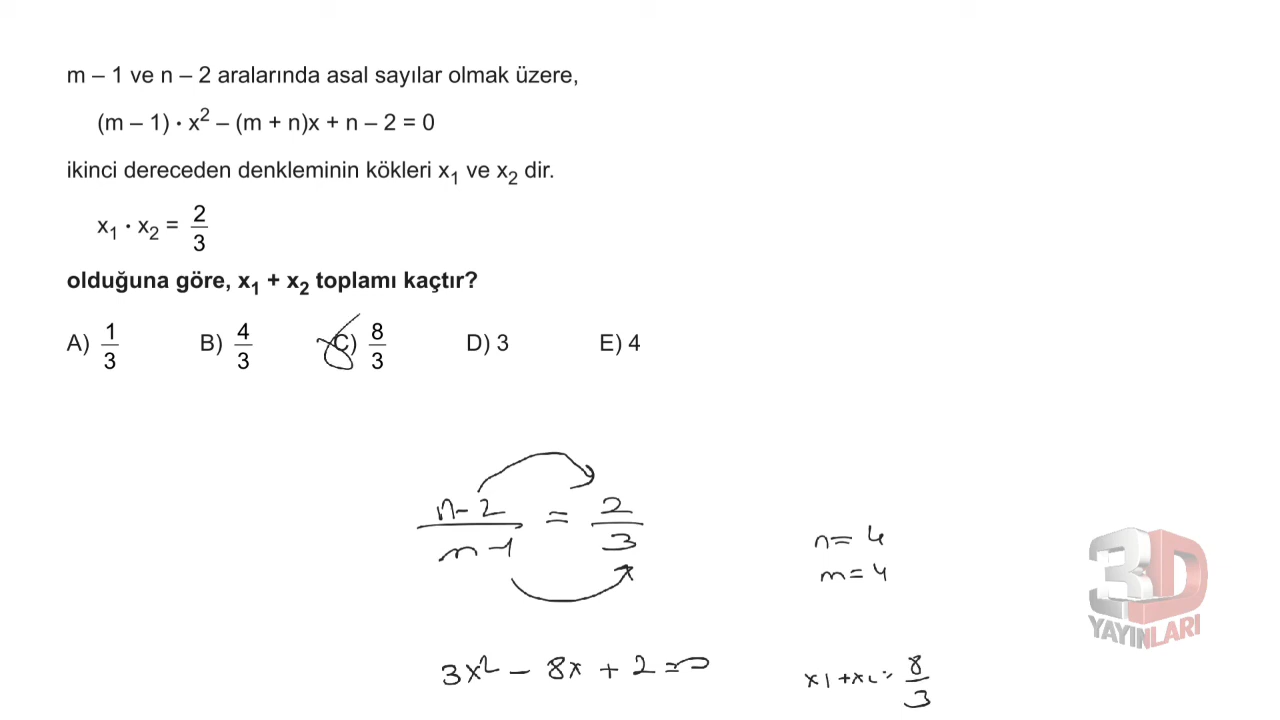 m – 1 ve n – 2 aralarında asal sayılar olmak üzere,
(m – 1) · x² – (m + n)x + n – 2 = 0
ikinci dereceden denkleminin kökleri x₁ ve x₂ dir.
x₁ · x₂ = 2/3
olduğuna göre, x₁ + x₂ toplamı kaçtır?
A) 1/3 B) 4/3 C) 8/3 D) 3 E) 4
n-2/m-1 = 2/3
n = 4
m = 4
3x² - 8x + 2 = 0
x₁ + x₂ = 8/3
3D
YAYINLARI